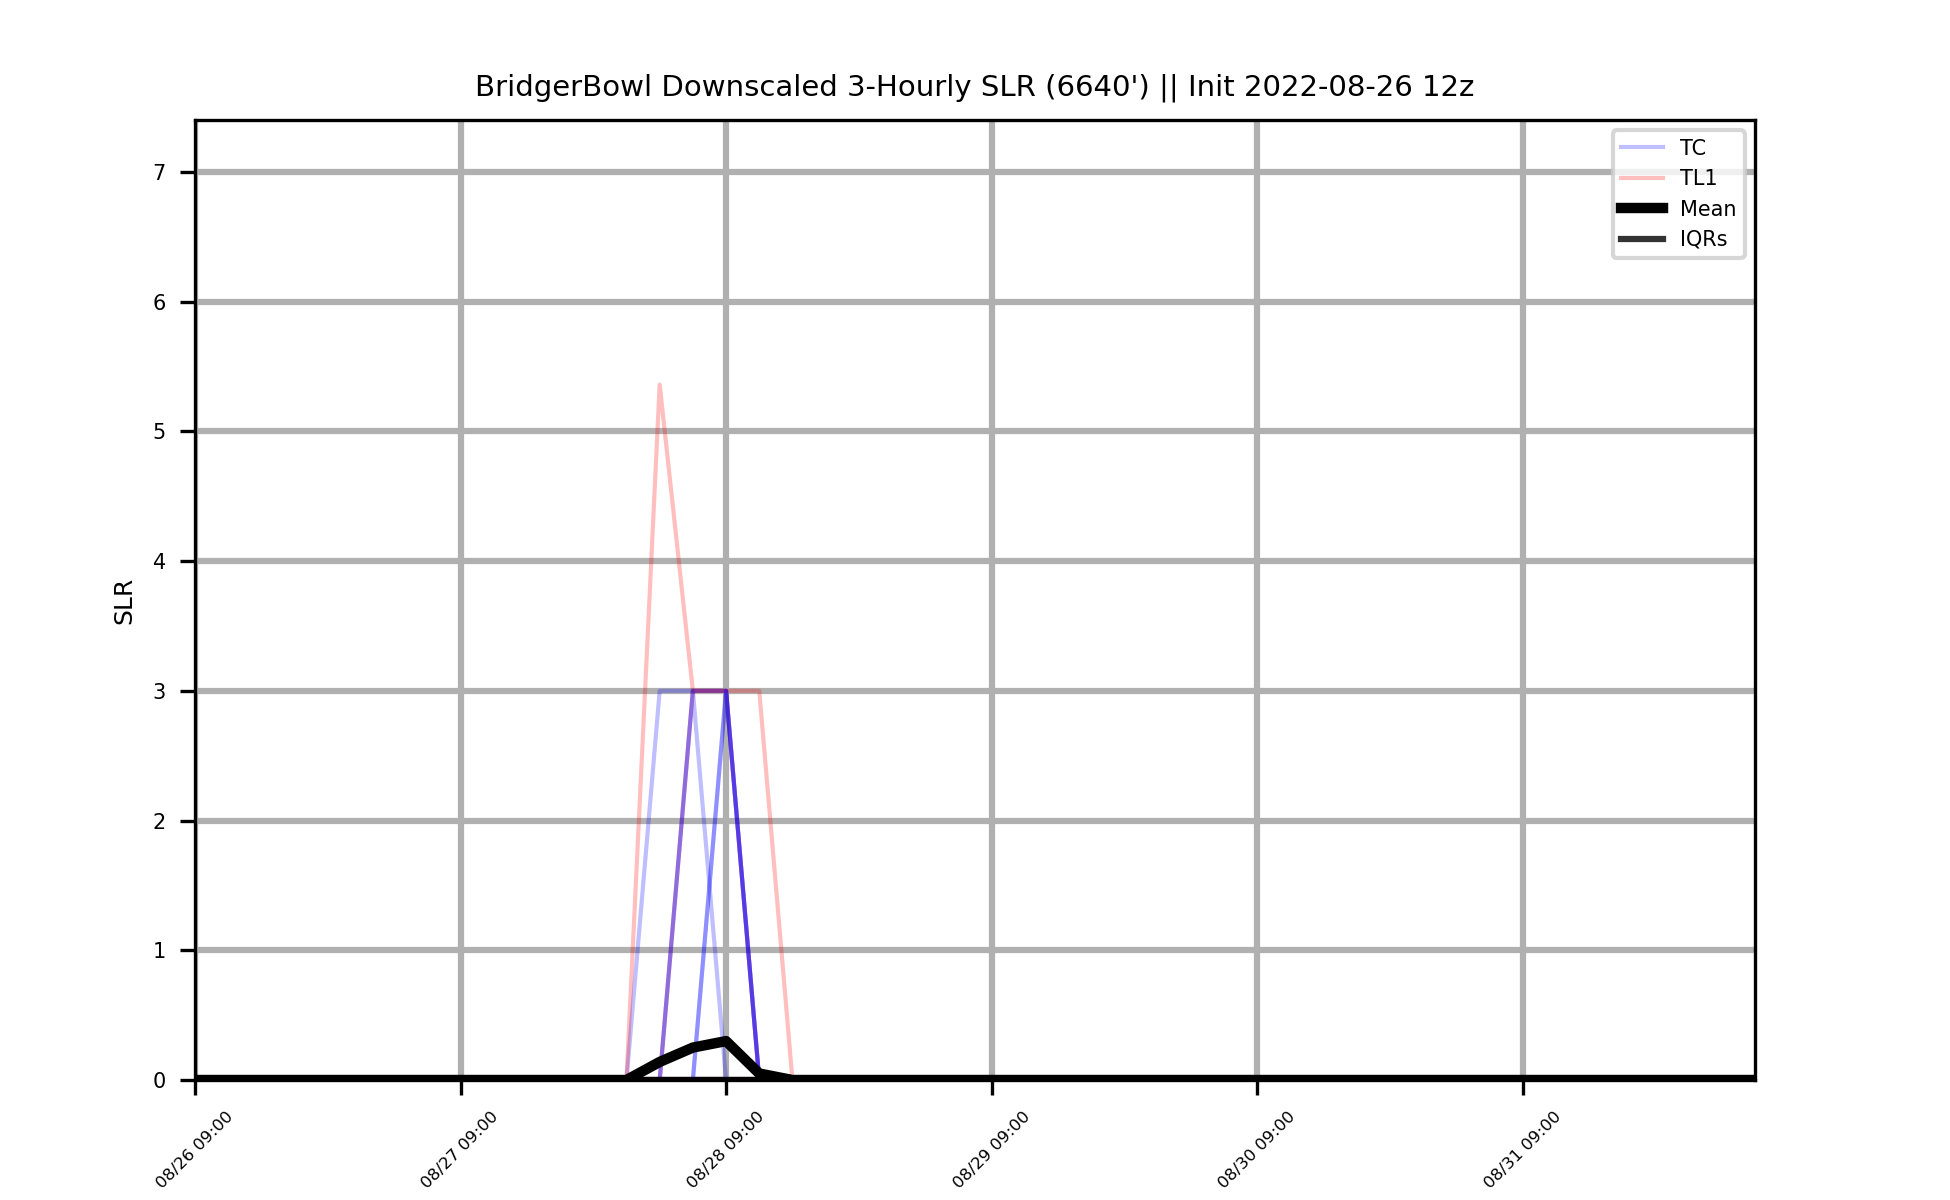 BridgerBowl Downscaled 3-Hourly SLR (6640') || Init 2022-08-26 12z
TC
TL1
Mean
IQRs
SLR
7
6
5
4
3
2
1
0
08/26 09:00
08/27 09:00
08/28 09:00
08/29 09:00
08/30 09:00
08/31 09:00